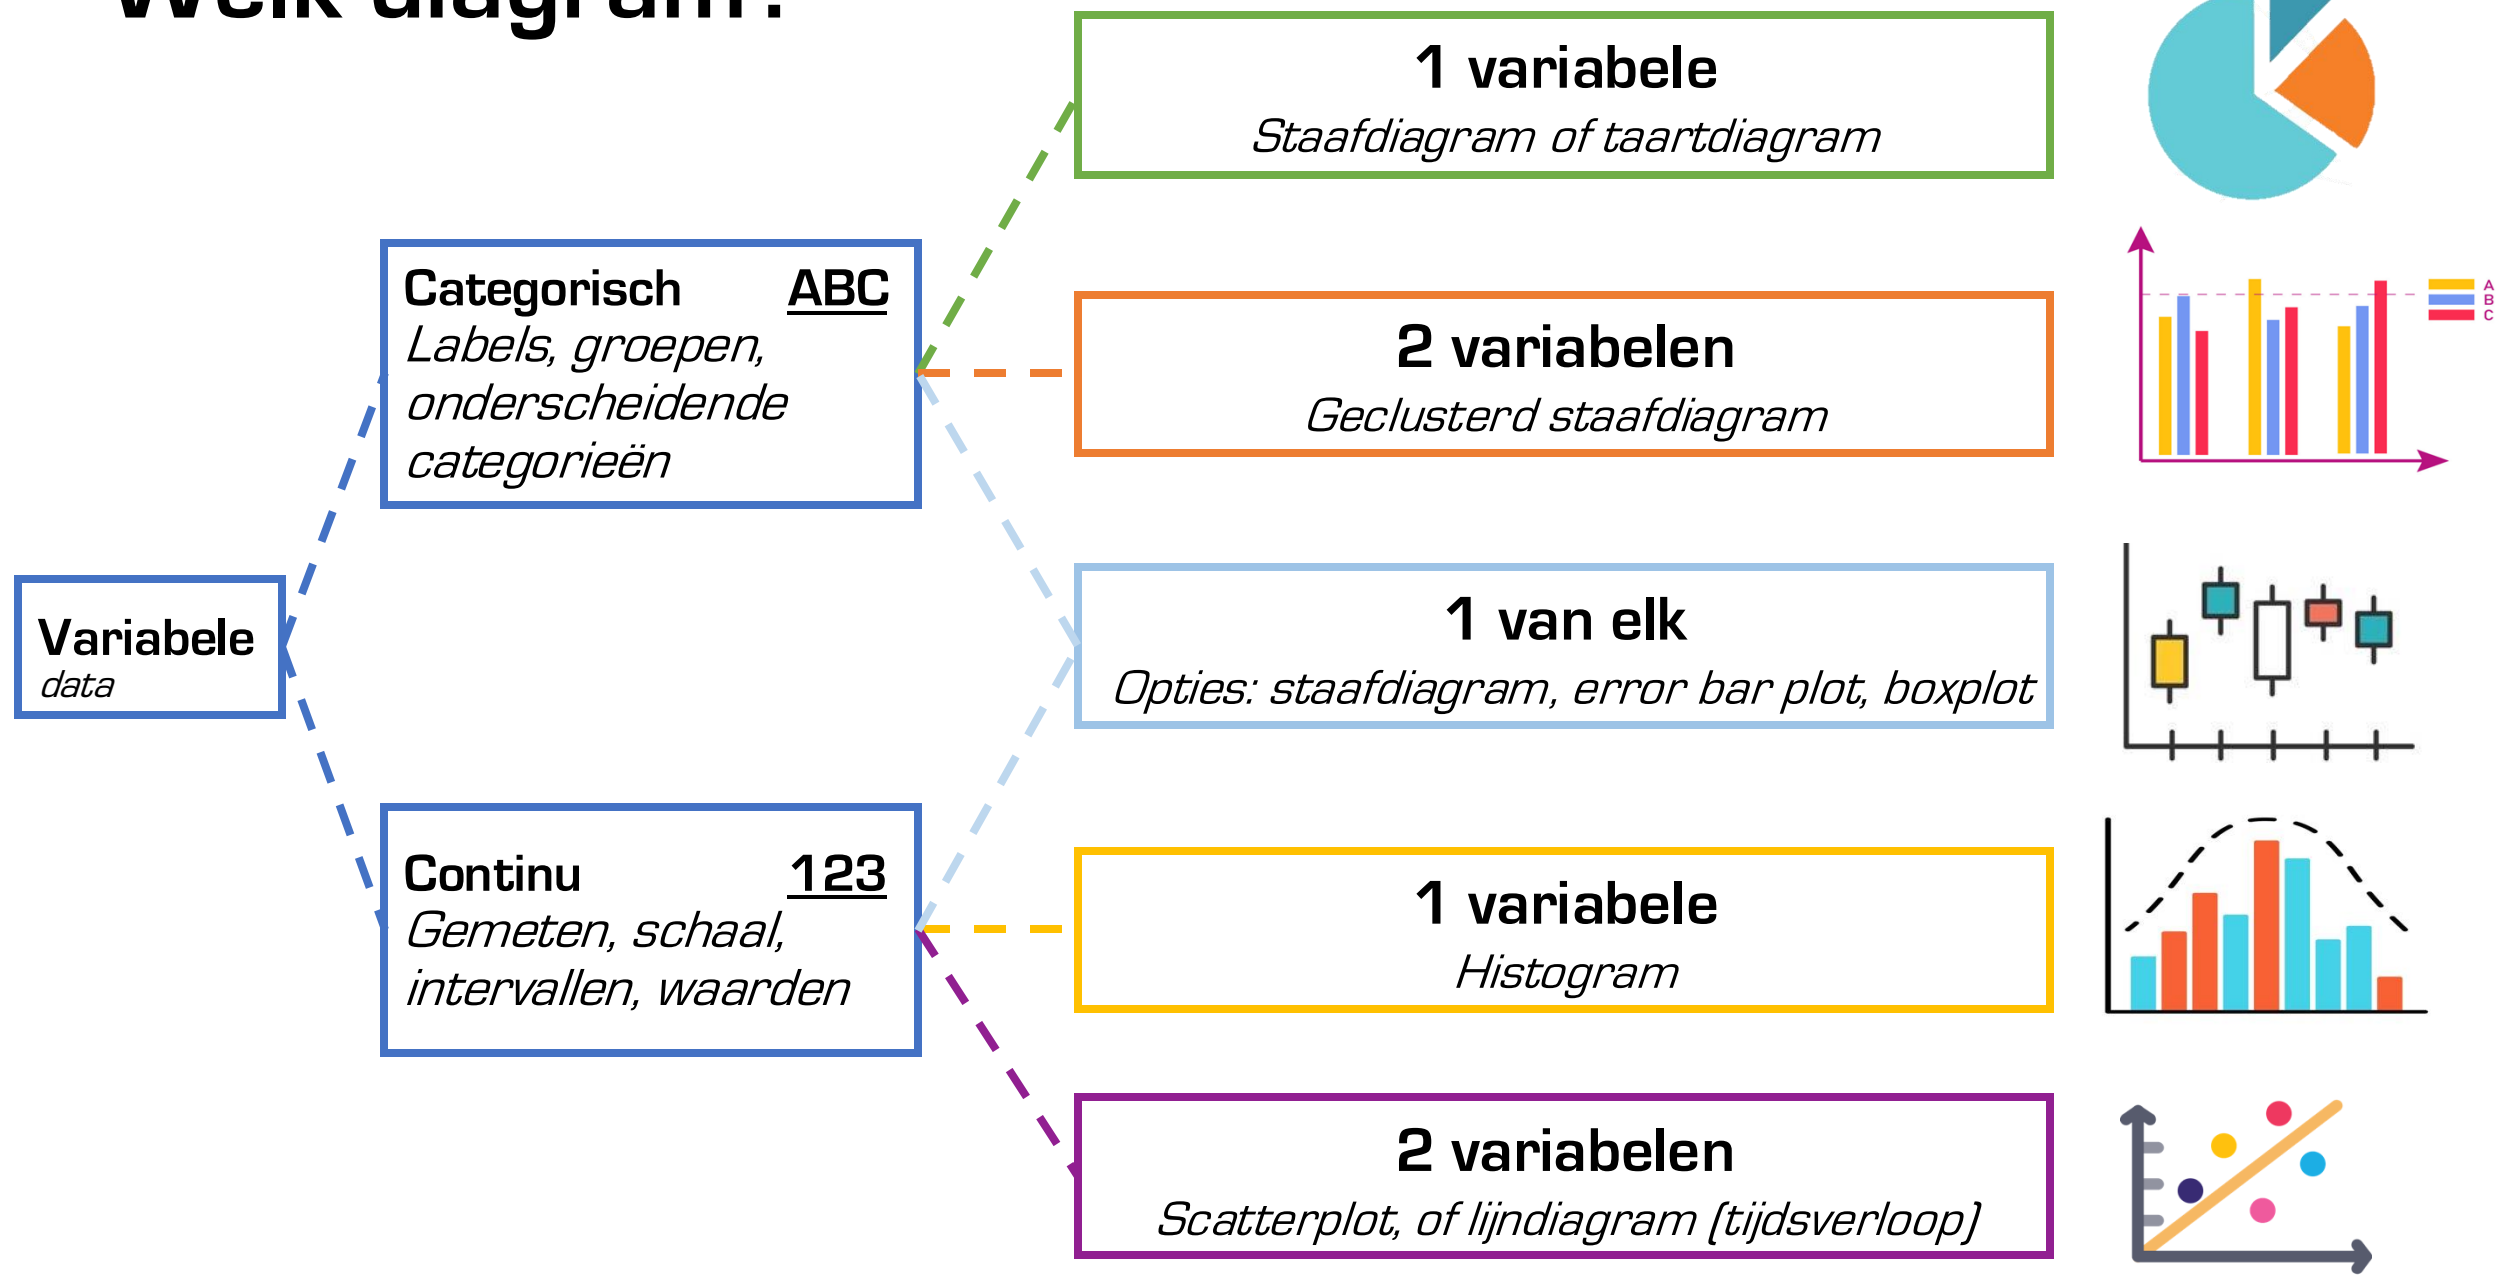 Welk diagram?
1 variabele
Staafdiagram of taartdiagram
Categorisch ABC
Labels, groepen,
onderscheidende
categorieën
2 variabelen
Geclusterd staafdiagram
A
B
C
Variabele
data
1 van elk
Opties: staafdiagram, error bar plot, boxplot
Continu 123
Gemeten, schaal,
intervallen, waarden
1 variabele
Histogram
2 variabelen
Scatterplot, of lijndiagram (tijdsverloop)